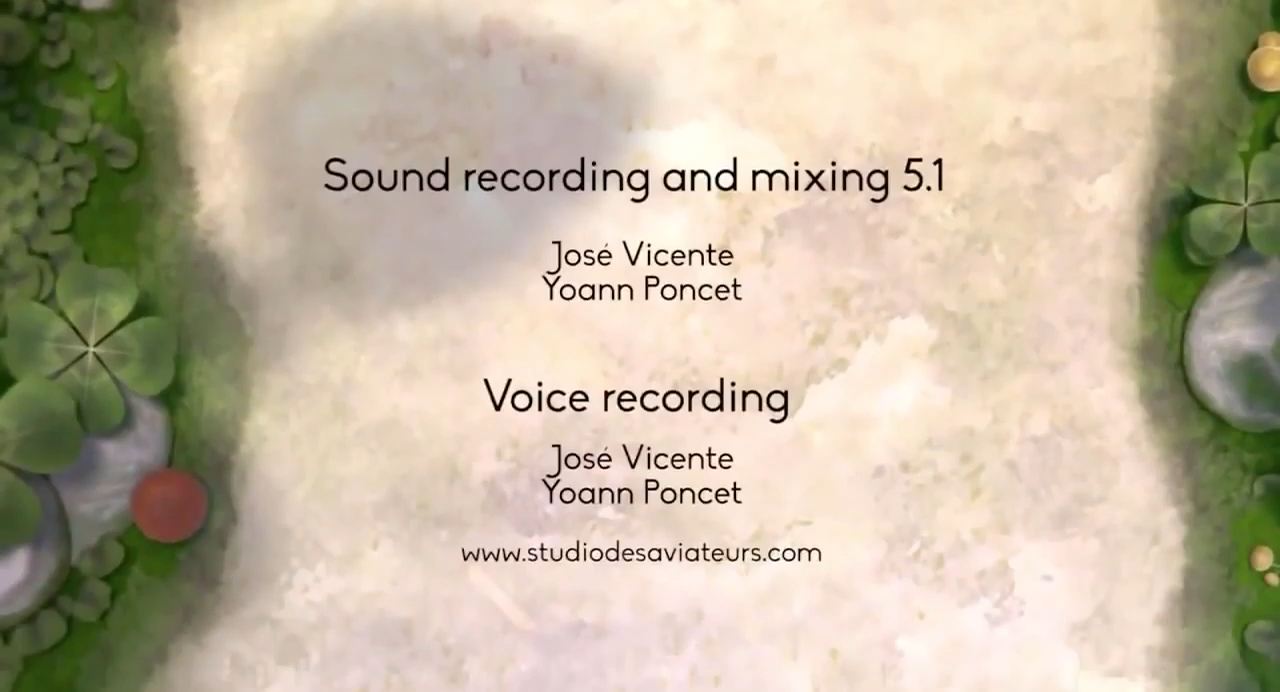 Sound recording and mixing 5.1
José Vicente
Yoann Poncet
Voice recording
José Vicente
Yoann Poncet
www.studiodesaviateurs.com